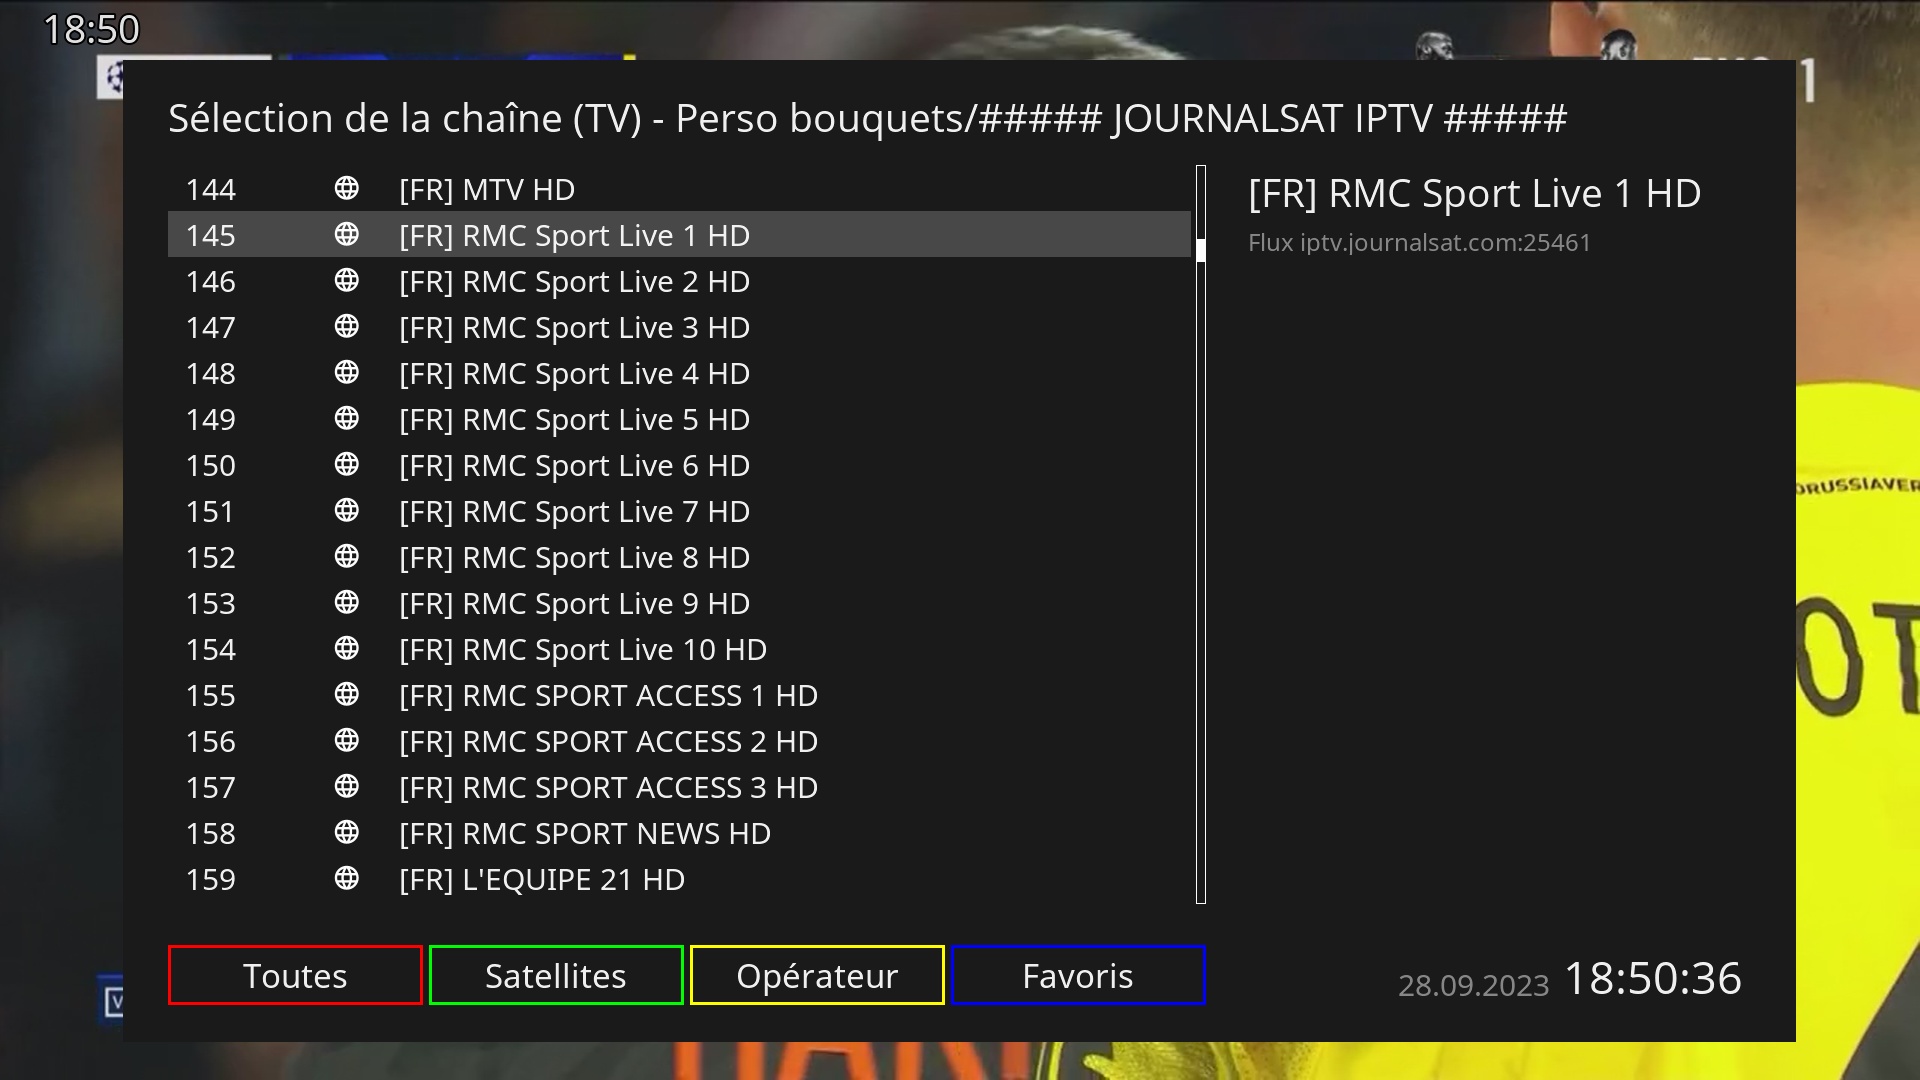 18:50
1
Sélection de la chaîne (TV) - Perso bouquets/##### JOURNALSAT IPTV #####
144 [FR] MTV HD
145 [FR] RMC Sport Live 1 HD
146 [FR] RMC Sport Live 2 HD
147 [FR] RMC Sport Live 3 HD
148 [FR] RMC Sport Live 4 HD
149 [FR] RMC Sport Live 5 HD
150 [FR] RMC Sport Live 6 HD
151 [FR] RMC Sport Live 7 HD
152 [FR] RMC Sport Live 8 HD
153 [FR] RMC Sport Live 9 HD
154 [FR] RMC Sport Live 10 HD
155 [FR] RMC SPORT ACCESS 1 HD
156 [FR] RMC SPORT ACCESS 2 HD
157 [FR] RMC SPORT ACCESS 3 HD
158 [FR] RMC SPORT NEWS HD
159 [FR] L'EQUIPE 21 HD
[FR] RMC Sport Live 1 HD
Flux iptv.journalsat.com:25461
ORUSSIAVER
OT
Toutes Satellites Opérateur Favoris
28.09.2023 18:50:36